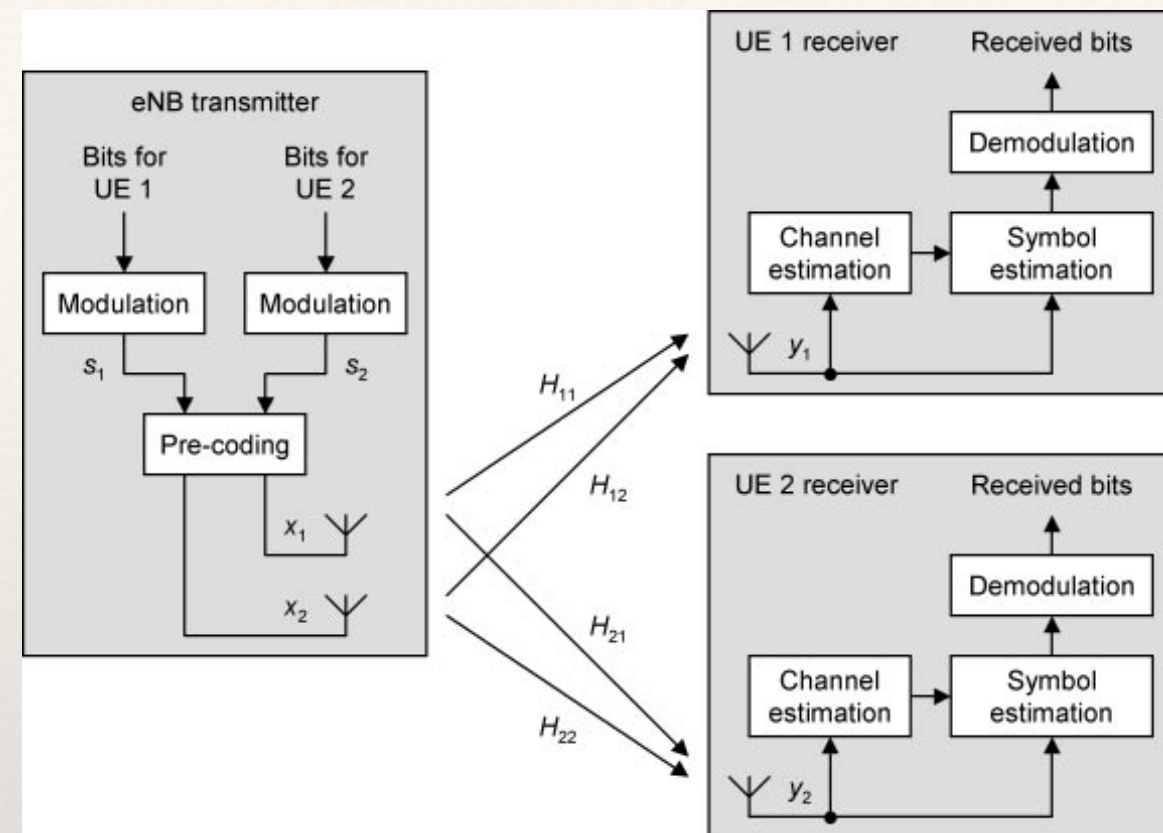 eNB transmitter
Bits for
UE 1
Bits for
UE 2
Modulation
Modulation
s1
s2
Pre-coding
x1
x2
H11
H12
H21
H22
UE 1 receiver
Received bits
Demodulation
Channel
estimation
Symbol
estimation
y1
UE 2 receiver
Received bits
Demodulation
Channel
estimation
Symbol
estimation
y2